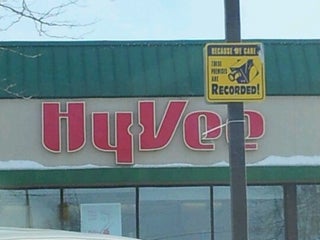 BECAUSE WE CARE
THESE
PREMISES
ARE
RECORDED!
HyVee